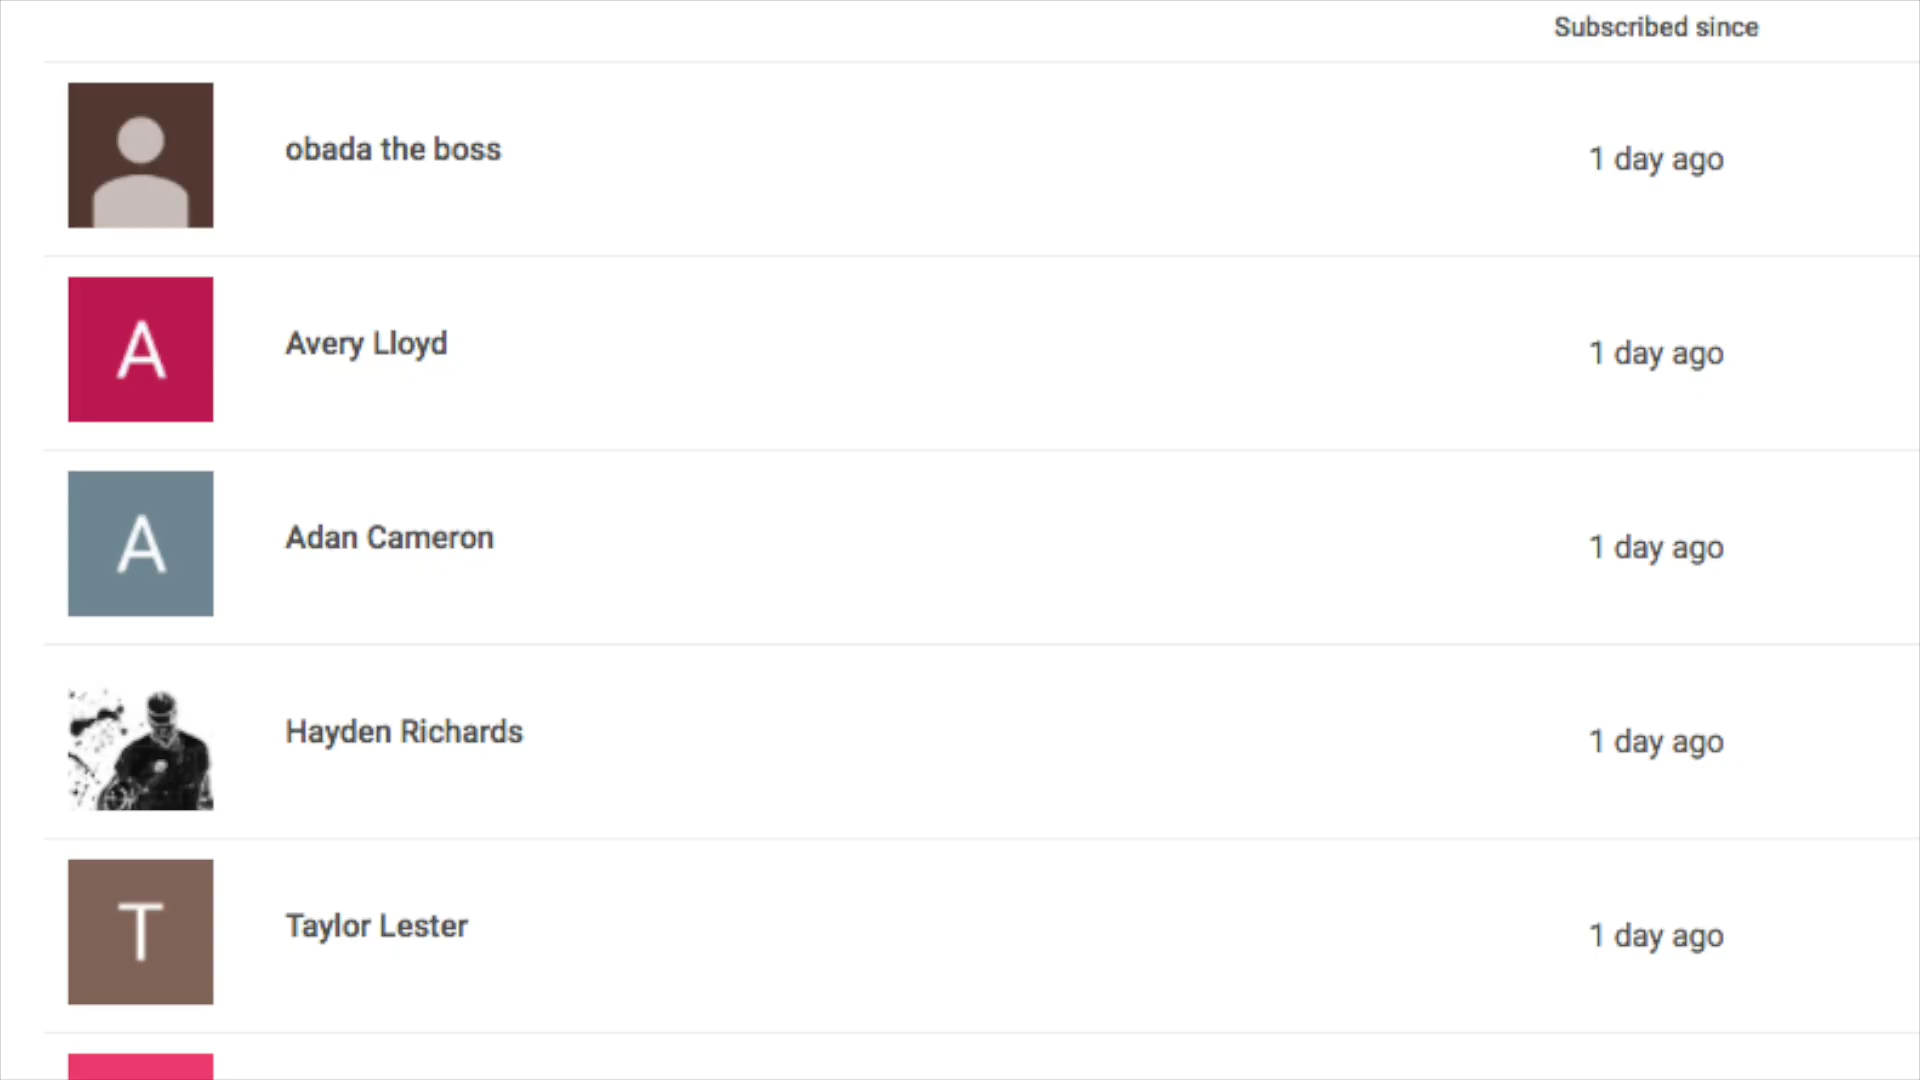 Subscribed since
obada the boss
1 day ago
A
Avery Lloyd
1 day ago
A
Adan Cameron
1 day ago
Hayden Richards
1 day ago
T
Taylor Lester
1 day ago